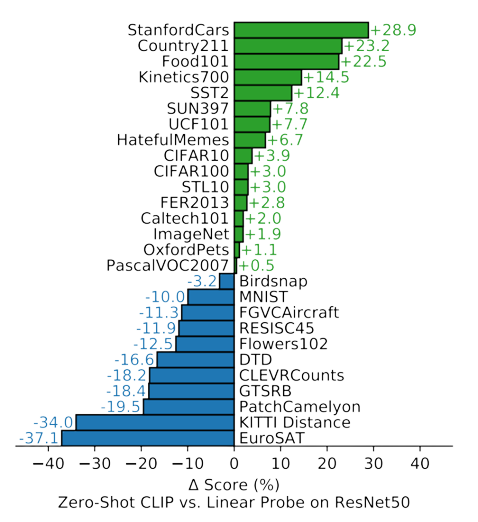 StanfordCars +28.9
Country211 +23.2
Food101 +22.5
Kinetics700 +14.5
SST2 +12.4
SUN397 +7.8
UCF101 +7.7
HatefulMemes +6.7
CIFAR10 +3.9
CIFAR100 +3.0
STL10 +3.0
FER2013 +2.8
Caltech101 +2.0
ImageNet +1.9
OxfordPets +1.1
PascalVOC2007 +0.5
-3.2 Birdsnap
-10.0 MNIST
-11.3 FGVCAircraft
-11.9 RESISC45
-12.5 Flowers102
-16.6 DTD
-18.2 CLEVRCounts
-18.4 GTSRB
-19.5 PatchCamelyon
-34.0 KITTI Distance
-37.1 EuroSAT
−40 −30 −20 −10 0 10 20 30 40
Δ Score (%)
Zero-Shot CLIP vs. Linear Probe on ResNet50